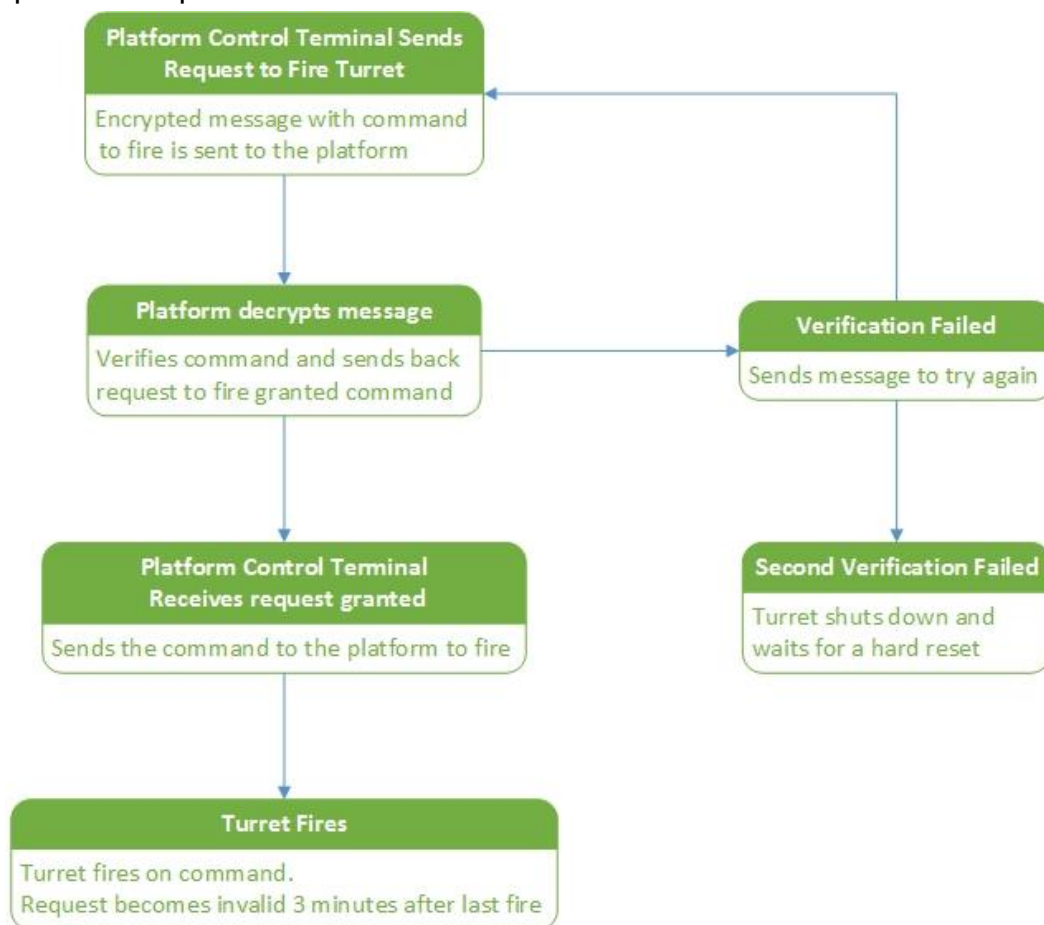 Platform Control Terminal Sends
Request to Fire Turret
Encrypted message with command
to fire is sent to the platform
Platform decrypts message
Verifies command and sends back
request to fire granted command
Verification Failed
Sends message to try again
Platform Control Terminal
Receives request granted
Sends the command to the platform to fire
Second Verification Failed
Turret shuts down and
waits for a hard reset
Turret Fires
Turret fires on command.
Request becomes invalid 3 minutes after last fire